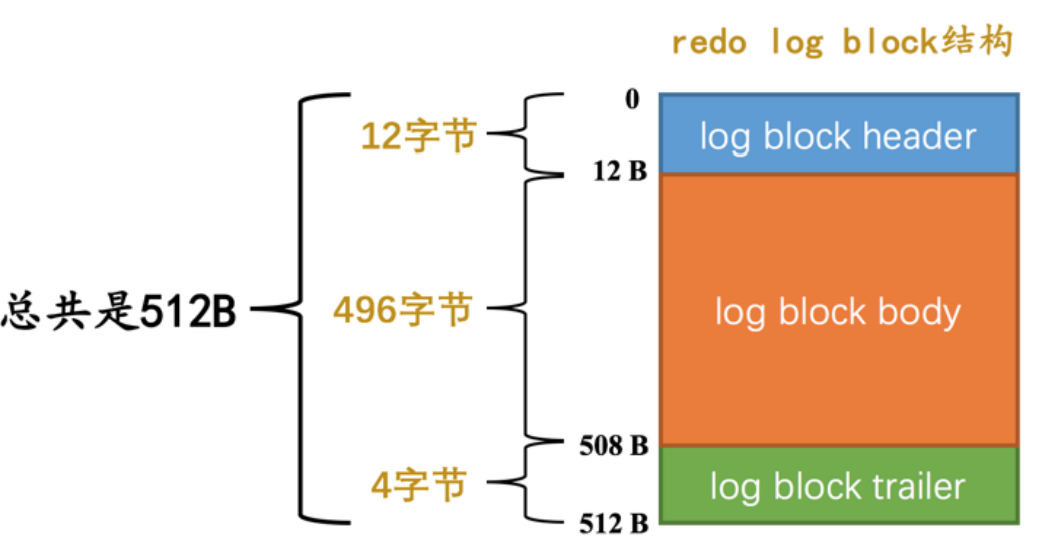 redo log block结构
0
12字节
log block header
12 B
总共是512B
496字节
log block body
508 B
4字节
log block trailer
512 B